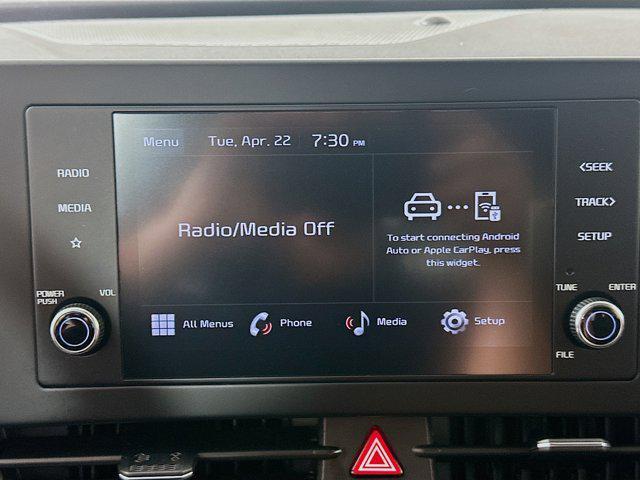 Menu Tue, Apr. 22 7:30 PM
RADIO
MEDIA
POWER
PUSH
VOL
Radio/Media Off
To start connecting Android
Auto or Apple CarPlay, press
this widget.
All Menus Phone Media Setup
<SEEK
TRACK>
SETUP
TUNE ENTER
FILE